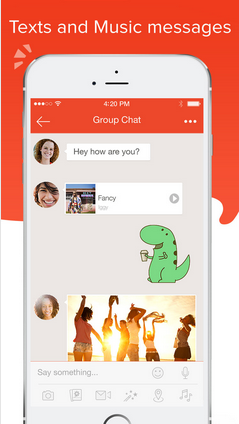 Texts and Music messages
4:20 PM
Group Chat
Hey how are you?
Fancy
Say something...